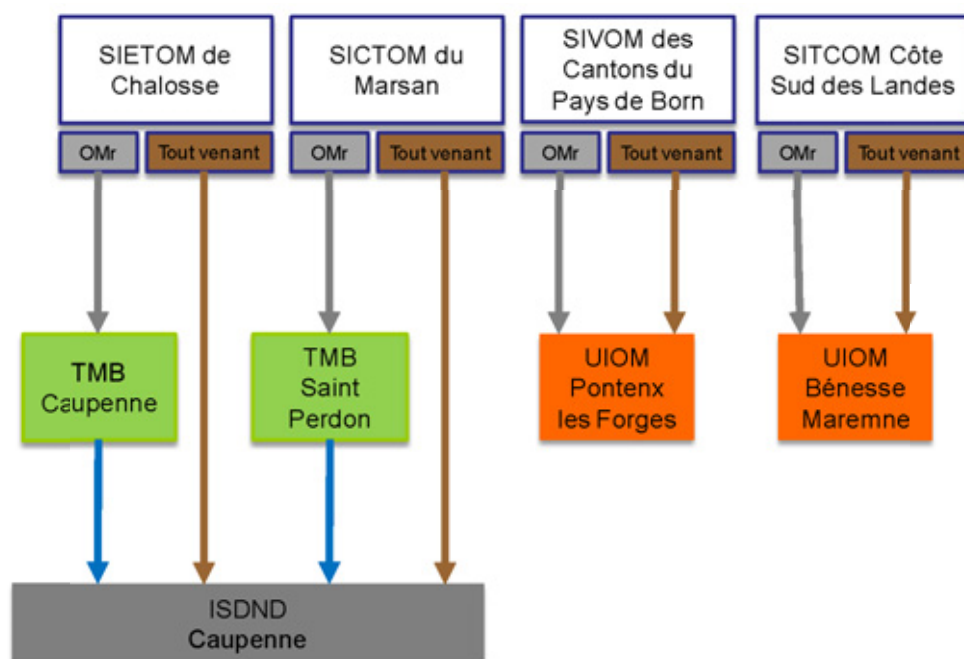 SIETOM de
Chalosse
SICTOM du
Marsan
SIVOM des
Cantons du
Pays de Born
SITCOM Côte
Sud des Landes
OMr
Tout venant
OMr
Tout venant
OMr
Tout venant
OMr
Tout venant
TMB
Caupenne
TMB
Saint
Perdon
UIOM
Pontenx
les Forges
UIOM
Bénesse
Maremne
ISDND
Caupenne